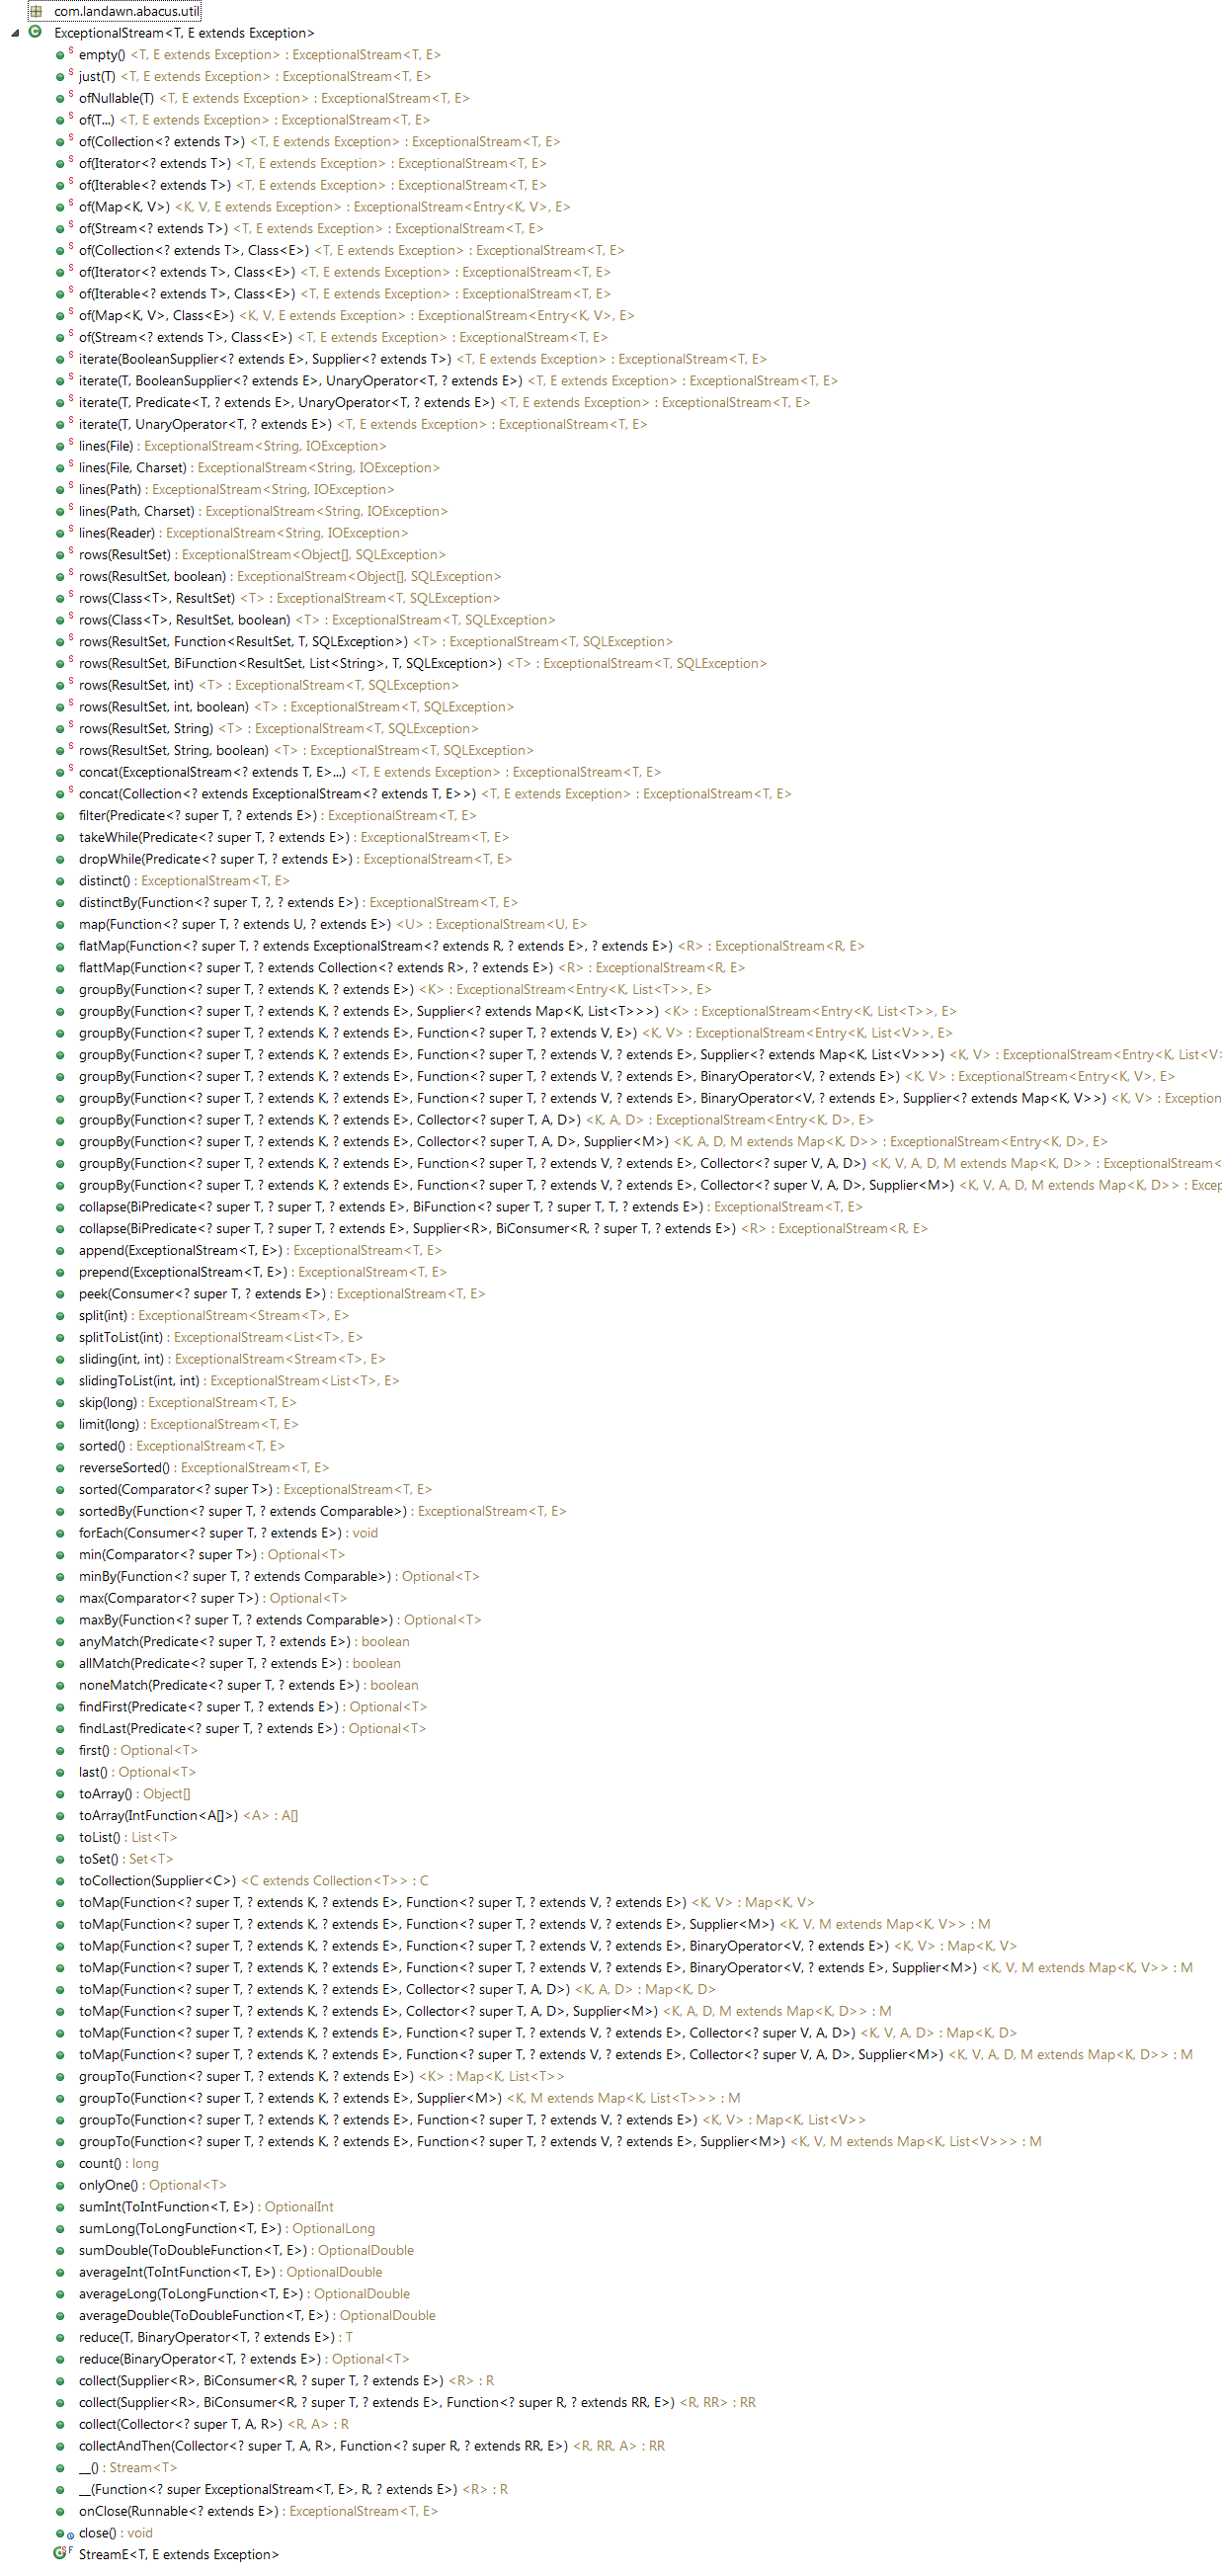 com.landawn.abacus.util
ExceptionalStream<T, E extends Exception>
S empty() <T, E extends Exception> : ExceptionalStream<T, E>
S just(T) <T, E extends Exception> : ExceptionalStream<T, E>
S ofNullable(T) <T, E extends Exception> : ExceptionalStream<T, E>
S of(T...) <T, E extends Exception> : ExceptionalStream<T, E>
S of(Collection<? extends T>) <T, E extends Exception> : ExceptionalStream<T, E>
S of(Iterator<? extends T>) <T, E extends Exception> : ExceptionalStream<T, E>
S of(Iterable<? extends T>) <T, E extends Exception> : ExceptionalStream<T, E>
S of(Map<K, V>) <K, V, E extends Exception> : ExceptionalStream<Entry<K, V>, E>
S of(Stream<? extends T>) <T, E extends Exception> : ExceptionalStream<T, E>
S of(Collection<? extends T>, Class<E>) <T, E extends Exception> : ExceptionalStream<T, E>
S of(Iterator<? extends T>, Class<E>) <T, E extends Exception> : ExceptionalStream<T, E>
S of(Iterable<? extends T>, Class<E>) <T, E extends Exception> : ExceptionalStream<T, E>
S of(Map<K, V>, Class<E>) <K, V, E extends Exception> : ExceptionalStream<Entry<K, V>, E>
S of(Stream<? extends T>, Class<E>) <T, E extends Exception> : ExceptionalStream<T, E>
S iterate(BooleanSupplier<? extends E>, Supplier<? extends T>) <T, E extends Exception> : ExceptionalStream<T, E>
S iterate(T, BooleanSupplier<? extends E>, UnaryOperator<T, ? extends E>) <T, E extends Exception> : ExceptionalStream<T, E>
S iterate(T, Predicate<T, ? extends E>, UnaryOperator<T, ? extends E>) <T, E extends Exception> : ExceptionalStream<T, E>
S iterate(T, UnaryOperator<T, ? extends E>) <T, E extends Exception> : ExceptionalStream<T, E>
S lines(File) : ExceptionalStream<String, IOException>
S lines(File, Charset) : ExceptionalStream<String, IOException>
S lines(Path) : ExceptionalStream<String, IOException>
S lines(Path, Charset) : ExceptionalStream<String, IOException>
S lines(Reader) : ExceptionalStream<String, IOException>
S rows(ResultSet) : ExceptionalStream<Object[], SQLException>
S rows(ResultSet, boolean) : ExceptionalStream<Object[], SQLException>
S rows(Class<T>, ResultSet) <T> : ExceptionalStream<T, SQLException>
S rows(Class<T>, ResultSet, boolean) <T> : ExceptionalStream<T, SQLException>
S rows(ResultSet, Function<ResultSet, T, SQLException>) <T> : ExceptionalStream<T, SQLException>
S rows(ResultSet, BiFunction<ResultSet, List<String>, T, SQLException>) <T> : ExceptionalStream<T, SQLException>
S rows(ResultSet, int) <T> : ExceptionalStream<T, SQLException>
S rows(ResultSet, int, boolean) <T> : ExceptionalStream<T, SQLException>
S rows(ResultSet, String) <T> : ExceptionalStream<T, SQLException>
S rows(ResultSet, String, boolean) <T> : ExceptionalStream<T, SQLException>
S concat(ExceptionalStream<? extends T, E>...) <T, E extends Exception> : ExceptionalStream<T, E>
S concat(Collection<? extends ExceptionalStream<? extends T, E>>) <T, E extends Exception> : ExceptionalStream<T, E>
filter(Predicate<? super T, ? extends E>) : ExceptionalStream<T, E>
takeWhile(Predicate<? super T, ? extends E>) : ExceptionalStream<T, E>
dropWhile(Predicate<? super T, ? extends E>) : ExceptionalStream<T, E>
distinct() : ExceptionalStream<T, E>
distinctBy(Function<? super T, ?, ? extends E>) : ExceptionalStream<T, E>
map(Function<? super T, ? extends U, ? extends E>) <U> : ExceptionalStream<U, E>
flatMap(Function<? super T, ? extends ExceptionalStream<? extends R, ? extends E>, ? extends E>) <R> : ExceptionalStream<R, E>
flattMap(Function<? super T, ? extends Collection<? extends R>, ? extends E>) <R> : ExceptionalStream<R, E>
groupBy(Function<? super T, ? extends K, ? extends E>) <K> : ExceptionalStream<Entry<K, List<T>>, E>
groupBy(Function<? super T, ? extends K, ? extends E>, Supplier<? extends Map<K, List<T>>>) <K> : ExceptionalStream<Entry<K, List<T>>, E>
groupBy(Function<? super T, ? extends K, ? extends E>, Function<? super T, ? extends V, E>) <K, V> : ExceptionalStream<Entry<K, List<V>>, E>
groupBy(Function<? super T, ? extends K, ? extends E>, Function<? super T, ? extends V, ? extends E>, Supplier<? extends Map<K, List<V>>>) <K, V> : ExceptionalStream<Entry<K, List<V>
groupBy(Function<? super T, ? extends K, ? extends E>, Function<? super T, ? extends V, ? extends E>, BinaryOperator<V, ? extends E>) <K, V> : ExceptionalStream<Entry<K, V>, E>
groupBy(Function<? super T, ? extends K, ? extends E>, Function<? super T, ? extends V, ? extends E>, BinaryOperator<V, ? extends E>, Supplier<? extends Map<K, V>>) <K, V> : Exception
groupBy(Function<? super T, ? extends K, ? extends E>, Collector<? super T, A, D>) <K, A, D> : ExceptionalStream<Entry<K, D>, E>
groupBy(Function<? super T, ? extends K, ? extends E>, Collector<? super T, A, D>, Supplier<M>) <K, A, D, M extends Map<K, D>> : ExceptionalStream<Entry<K, D>, E>
groupBy(Function<? super T, ? extends K, ? extends E>, Function<? super T, ? extends V, ? extends E>, Collector<? super V, A, D>) <K, V, A, D, M extends Map<K, D>> : ExceptionalStream<
groupBy(Function<? super T, ? extends K, ? extends E>, Function<? super T, ? extends V, ? extends E>, Collector<? super V, A, D>, Supplier<M>) <K, V, A, D, M extends Map<K, D>> : Excep
collapse(BiPredicate<? super T, ? super T, ? extends E>, BiFunction<? super T, ? super T, T, ? extends E>) : ExceptionalStream<T, E>
collapse(BiPredicate<? super T, ? super T, ? extends E>, Supplier<R>, BiConsumer<R, ? super T, ? extends E>) <R> : ExceptionalStream<R, E>
append(ExceptionalStream<T, E>) : ExceptionalStream<T, E>
prepend(ExceptionalStream<T, E>) : ExceptionalStream<T, E>
peek(Consumer<? super T, ? extends E>) : ExceptionalStream<T, E>
split(int) : ExceptionalStream<Stream<T>, E>
splitToList(int) : ExceptionalStream<List<T>, E>
sliding(int, int) : ExceptionalStream<Stream<T>, E>
slidingToList(int, int) : ExceptionalStream<List<T>, E>
skip(long) : ExceptionalStream<T, E>
limit(long) : ExceptionalStream<T, E>
sorted() : ExceptionalStream<T, E>
reverseSorted() : ExceptionalStream<T, E>
sorted(Comparator<? super T>) : ExceptionalStream<T, E>
sortedBy(Function<? super T, ? extends Comparable>) : ExceptionalStream<T, E>
forEach(Consumer<? super T, ? extends E>) : void
min(Comparator<? super T>) : Optional<T>
minBy(Function<? super T, ? extends Comparable>) : Optional<T>
max(Comparator<? super T>) : Optional<T>
maxBy(Function<? super T, ? extends Comparable>) : Optional<T>
anyMatch(Predicate<? super T, ? extends E>) : boolean
allMatch(Predicate<? super T, ? extends E>) : boolean
noneMatch(Predicate<? super T, ? extends E>) : boolean
findFirst(Predicate<? super T, ? extends E>) : Optional<T>
findLast(Predicate<? super T, ? extends E>) : Optional<T>
first() : Optional<T>
last() : Optional<T>
toArray() : Object[]
toArray(IntFunction<A[]>) <A> : A[]
toList() : List<T>
toSet() : Set<T>
toCollection(Supplier<C>) <C extends Collection<T>> : C
toMap(Function<? super T, ? extends K, ? extends E>, Function<? super T, ? extends V, ? extends E>) <K, V> : Map<K, V>
toMap(Function<? super T, ? extends K, ? extends E>, Function<? super T, ? extends V, ? extends E>, Supplier<M>) <K, V, M extends Map<K, V>> : M
toMap(Function<? super T, ? extends K, ? extends E>, Function<? super T, ? extends V, ? extends E>, BinaryOperator<V, ? extends E>) <K, V> : Map<K, V>
toMap(Function<? super T, ? extends K, ? extends E>, Function<? super T, ? extends V, ? extends E>, BinaryOperator<V, ? extends E>, Supplier<M>) <K, V, M extends Map<K, V>> : M
toMap(Function<? super T, ? extends K, ? extends E>, Collector<? super T, A, D>) <K, A, D> : Map<K, D>
toMap(Function<? super T, ? extends K, ? extends E>, Collector<? super T, A, D>, Supplier<M>) <K, A, D, M extends Map<K, D>> : M
toMap(Function<? super T, ? extends K, ? extends E>, Function<? super T, ? extends V, ? extends E>, Collector<? super V, A, D>) <K, V, A, D> : Map<K, D>
toMap(Function<? super T, ? extends K, ? extends E>, Function<? super T, ? extends V, ? extends E>, Collector<? super V, A, D>, Supplier<M>) <K, V, A, D, M extends Map<K, D>> : M
groupTo(Function<? super T, ? extends K, ? extends E>) <K> : Map<K, List<T>>
groupTo(Function<? super T, ? extends K, ? extends E>, Supplier<M>) <K, M extends Map<K, List<T>>> : M
groupTo(Function<? super T, ? extends K, ? extends E>, Function<? super T, ? extends V, ? extends E>) <K, V> : Map<K, List<V>>
groupTo(Function<? super T, ? extends K, ? extends E>, Function<? super T, ? extends V, ? extends E>, Supplier<M>) <K, V, M extends Map<K, List<V>>> : M
count() : long
onlyOne() : Optional<T>
sumInt(ToIntFunction<T, E>) : OptionalInt
sumLong(ToLongFunction<T, E>) : OptionalLong
sumDouble(ToDoubleFunction<T, E>) : OptionalDouble
averageInt(ToIntFunction<T, E>) : OptionalDouble
averageLong(ToLongFunction<T, E>) : OptionalDouble
averageDouble(ToDoubleFunction<T, E>) : OptionalDouble
reduce(T, BinaryOperator<T, ? extends E>) : T
reduce(BinaryOperator<T, ? extends E>) : Optional<T>
collect(Supplier<R>, BiConsumer<R, ? super T, ? extends E>) <R> : R
collect(Supplier<R>, BiConsumer<R, ? super T, ? extends E>, Function<? super R, ? extends RR, E>) <R, RR> : RR
collect(Collector<? super T, A, R>) <R, A> : R
collectAndThen(Collector<? super T, A, R>, Function<? super R, ? extends RR, E>) <R, RR, A> : RR
__() : Stream<T>
__(Function<? super ExceptionalStream<T, E>, R, ? extends E>) <R> : R
onClose(Runnable<? extends E>) : ExceptionalStream<T, E>
close() : void
S F StreamE<T, E extends Exception>